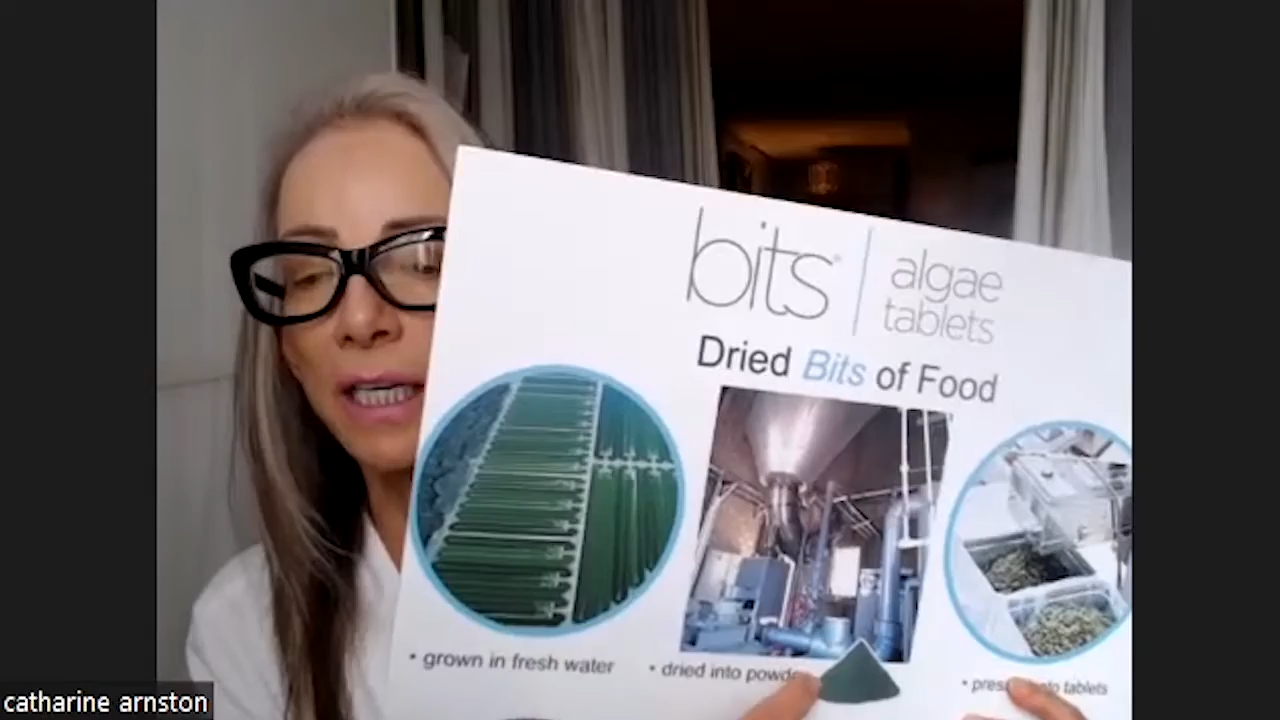 bits® algae tablets
Dried Bits of Food
• grown in fresh water
• dried into powder
• pressed into tablets
catharine arnston